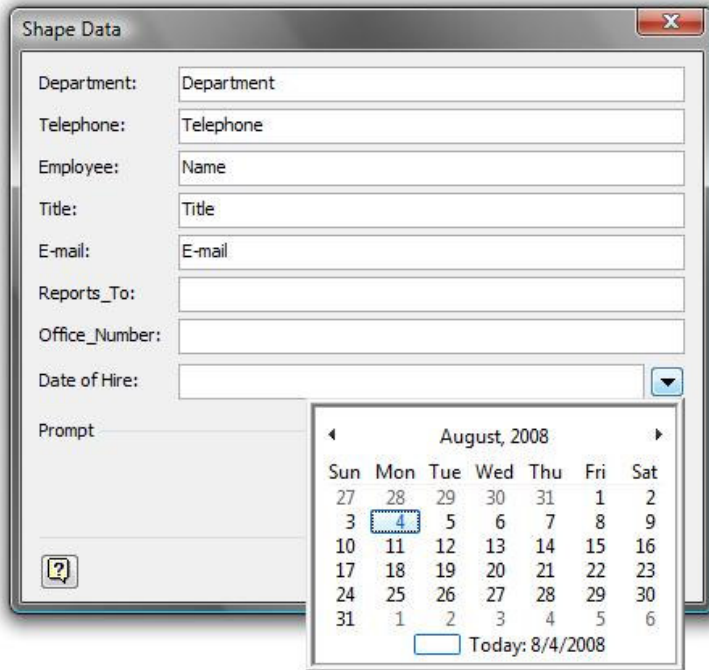 Shape Data
Department: Department
Telephone: Telephone
Employee: Name
Title: Title
E-mail: E-mail
Reports_To:
Office_Number:
Date of Hire:
Prompt
August, 2008
Sun Mon Tue Wed Thu Fri Sat
27 28 29 30 31 1 2
3 4 5 6 7 8 9
10 11 12 13 14 15 16
17 18 19 20 21 22 23
24 25 26 27 28 29 30
31 1 2 3 4 5 6
Today: 8/4/2008
?